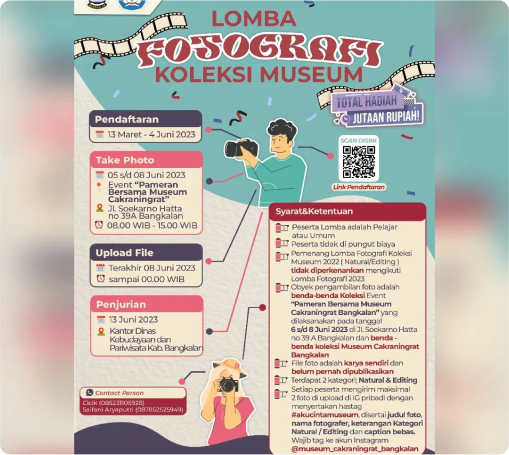 LOMBA
FOTOGRAFI
KOLEKSI MUSEUM
TOTAL HADIAH
JUTAAN RUPIAH!
Pendaftaran
13 Maret - 4 Juni 2023
SCAN DISINI
Link Pendaftaran
Take Photo
05 s/d 08 Juni 2023
Event "Pameran
Bersama Museum
Cakraningrat"
Jl. Soekarno Hatta
no 39A Bangkalan
08.00 WIB - 15.00 WIB
Upload File
Terakhir 08 Juni 2023
sampai 00.00 WIB
Penjurian
13 Juni 2023
Kantor Dinas
Kebudayaan dan
Pariwisata Kab. Bangkalan
Contact Person
Cicik (085231105928)
Saifani Aryaputri (087852525949)
Syarat&Ketentuan
Peserta Lomba adalah Pelajar
atau Umum
Peserta tidak di pungut biaya
Pemenang Lomba Fotografi Koleksi
Museum 2022 ( Natural/Editing )
tidak diperkenankan mengikuti
Lomba Fotografi 2023
Obyek pengambilan foto adalah
benda-benda Koleksi Event
"Pameran Bersama Museum
Cakraningrat Bangkalan" yang
dilaksanakan pada tanggal
6 s/d 8 Juni 2023 di Jl. Soekarno Hatta
no 39 A Bangkalan dan benda -
benda koleksi Museum Cakraningrat
Bangkalan
File foto adalah karya sendiri dan
belum pernah dipublikasikan
Terdapat 2 kategori, Natural & Editing
Setiap peserta mengirim maksimal
2 foto di upload di IG pribadi dengan
menyertakan hastag
#akucintamuseum, disertai judul foto,
nama fotografer, keterangan Kategori
Natural / Editing dan caption bebas.
Wajib tag ke akun Instagram
@museum_cakraningrat_bangkalan